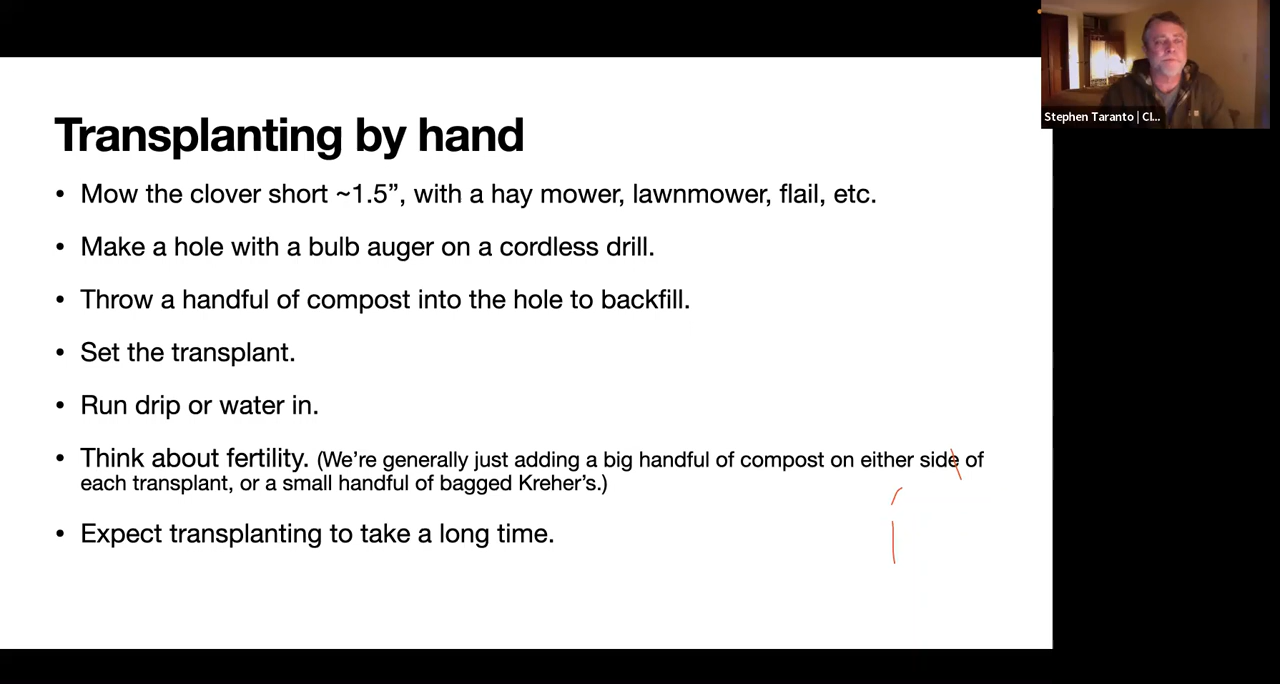 Transplanting by hand
• Mow the clover short ~1.5”, with a hay mower, lawnmower, flail, etc.
• Make a hole with a bulb auger on a cordless drill.
• Throw a handful of compost into the hole to backfill.
• Set the transplant.
• Run drip or water in.
• Think about fertility. (We’re generally just adding a big handful of compost on either side of
each transplant, or a small handful of bagged Kreher’s.)
• Expect transplanting to take a long time.
Stephen Taranto | Cl...